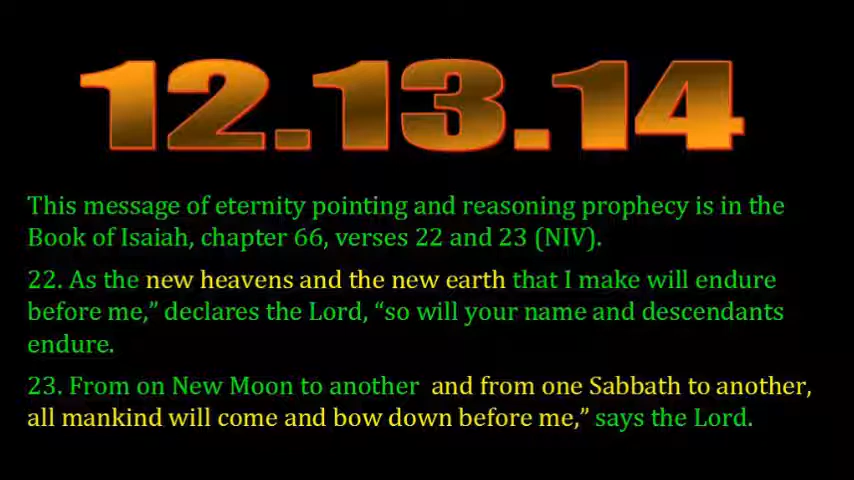 12.13.14
This message of eternity pointing and reasoning prophecy is in the
Book of Isaiah, chapter 66, verses 22 and 23 (NIV).
22. As the new heavens and the new earth that I make will endure
before me,” declares the Lord, “so will your name and descendants
endure.
23. From on New Moon to another and from one Sabbath to another,
all mankind will come and bow down before me,” says the Lord.